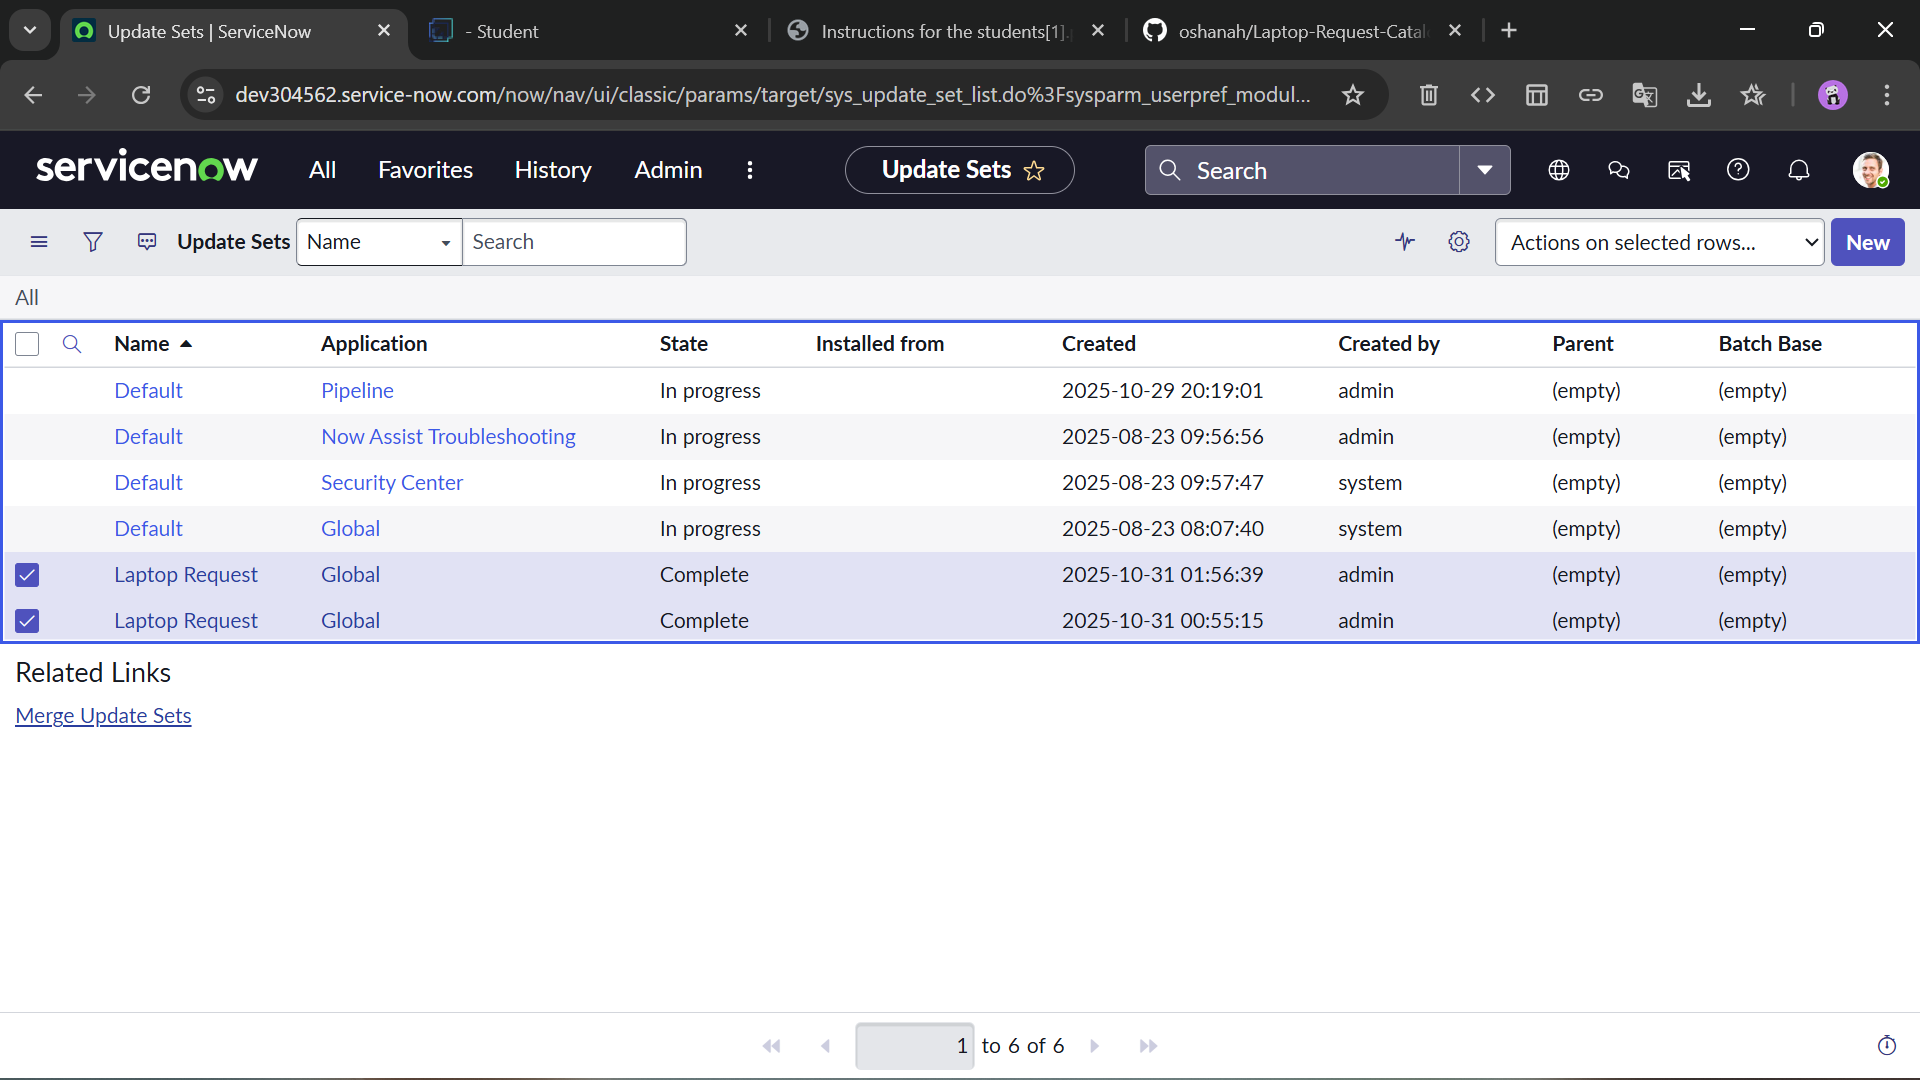 Update Sets | ServiceNow
- Student
Instructions for the students[1].
oshanah/Laptop-Request-Catal
dev304562.service-now.com/now/nav/ui/classic/params/target/sys_update_set_list.do%3Fsysparm_userpref_modul...
servicenow
All
Favorites
History
Admin
Update Sets
Search
Update Sets
Name
Search
Actions on selected rows...
New
All
Name Application State Installed from Created Created by Parent Batch Base
Default Pipeline In progress 2025-10-29 20:19:01 admin (empty) (empty)
Default Now Assist Troubleshooting In progress 2025-08-23 09:56:56 admin (empty) (empty)
Default Security Center In progress 2025-08-23 09:57:47 system (empty) (empty)
Default Global In progress 2025-08-23 08:07:40 system (empty) (empty)
Laptop Request Global Complete 2025-10-31 01:56:39 admin (empty) (empty)
Laptop Request Global Complete 2025-10-31 00:55:15 admin (empty) (empty)
Related Links
Merge Update Sets
1 to 6 of 6